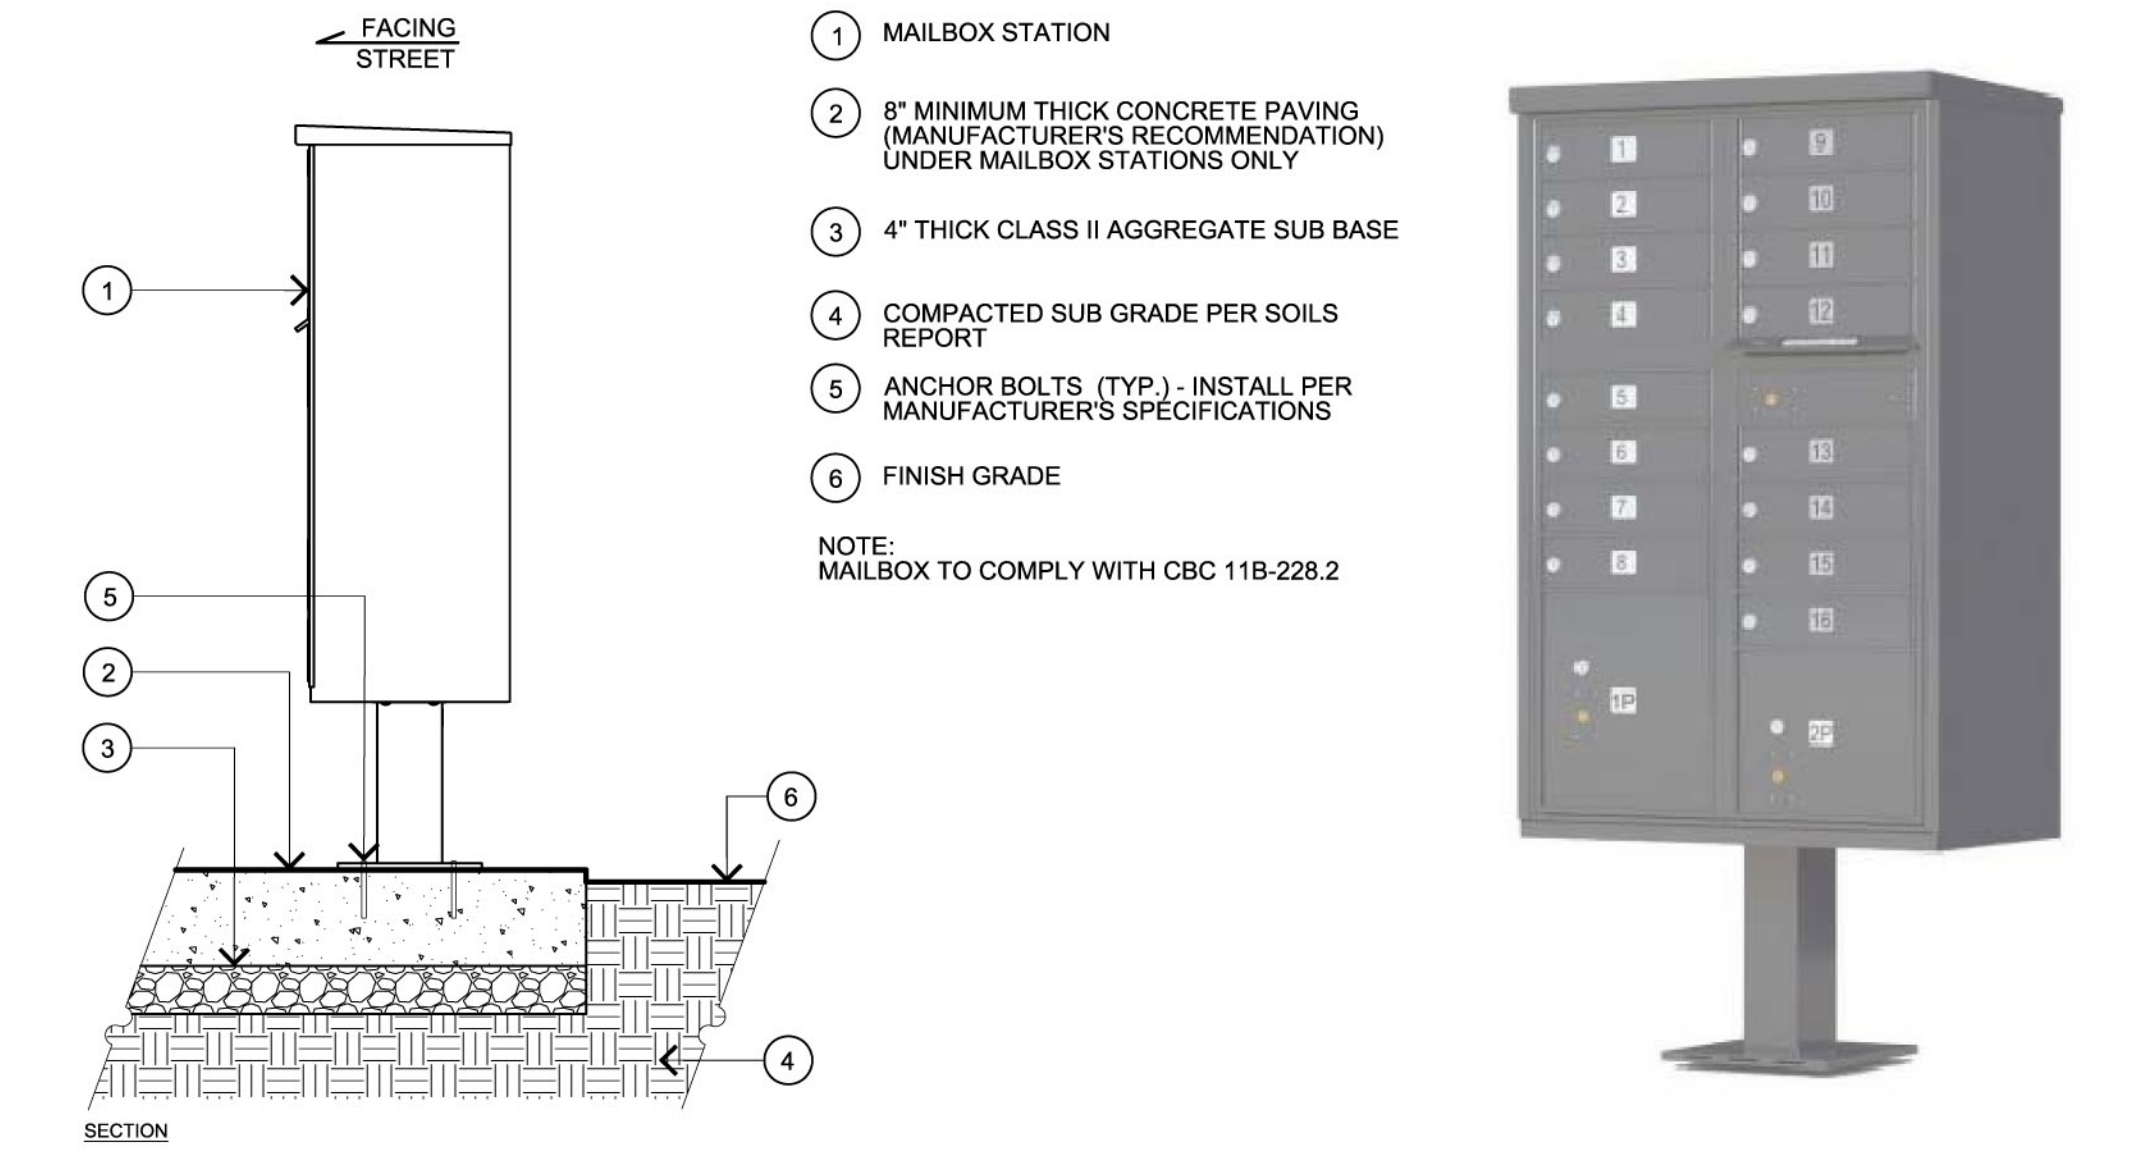 FACING
STREET
1 MAILBOX STATION
2 8" MINIMUM THICK CONCRETE PAVING
(MANUFACTURER'S RECOMMENDATION)
UNDER MAILBOX STATIONS ONLY
3 4" THICK CLASS II AGGREGATE SUB BASE
4 COMPACTED SUB GRADE PER SOILS
REPORT
5 ANCHOR BOLTS (TYP.) - INSTALL PER
MANUFACTURER'S SPECIFICATIONS
6 FINISH GRADE
NOTE:
MAILBOX TO COMPLY WITH CBC 11B-228.2
1
5
2
3
6
4
SECTION
1
2
3
4
5
6
7
8
1P
9
10
11
12
13
14
15
16
2P